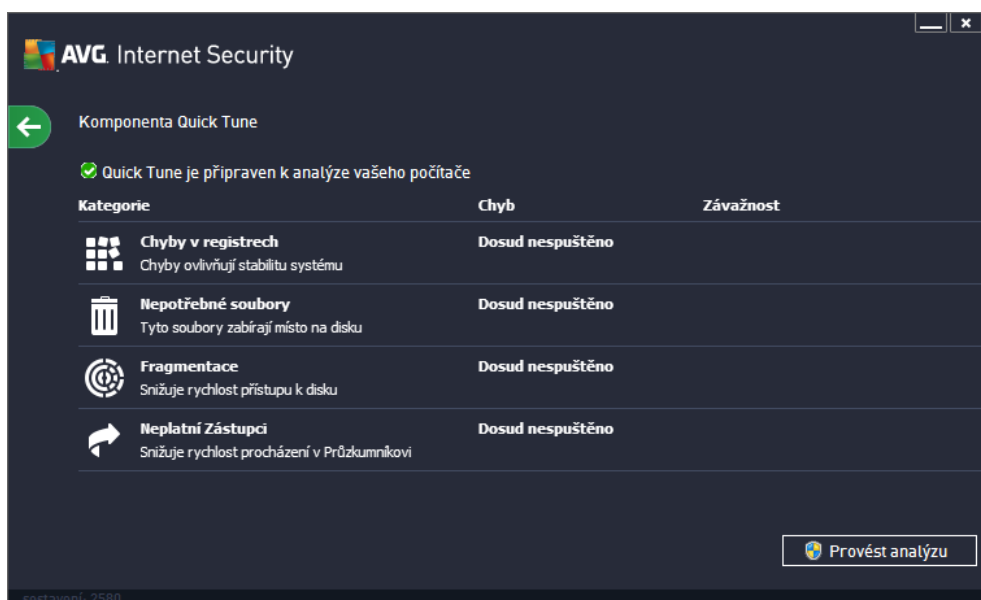 AVG. Internet Security
Komponenta Quick Tune
Quick Tune je připraven k analýze vašeho počítače
Kategorie Chyb Závažnost
Chyby v registrech Dosud nespuštěno
Chyby ovlivňují stabilitu systému
Nepotřebné soubory Dosud nespuštěno
Tyto soubory zabírají místo na disku
Fragmentace Dosud nespuštěno
Snižuje rychlost přístupu k disku
Neplatní Zástupci Dosud nespuštěno
Snižuje rychlost procházení v Průzkumníkovi
Provést analýzu
sestavení: 2580